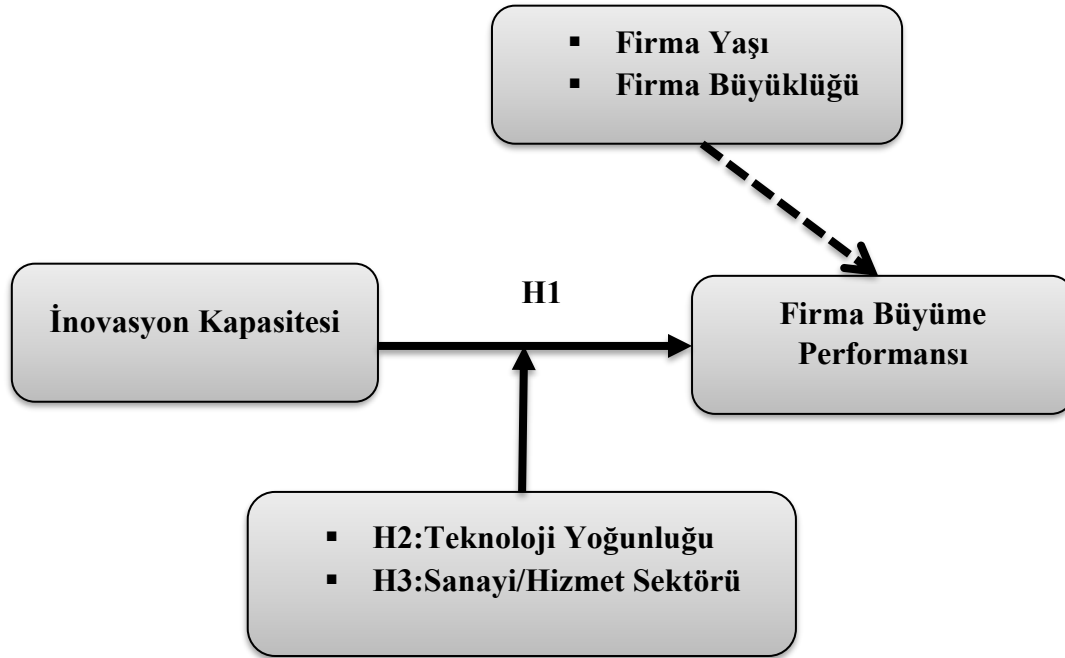 ▪ Firma Yaşı
▪ Firma Büyüklüğü
H1
İnovasyon Kapasitesi
Firma Büyüme
Performansı
▪ H2:Teknoloji Yoğunluğu
▪ H3:Sanayi/Hizmet Sektörü